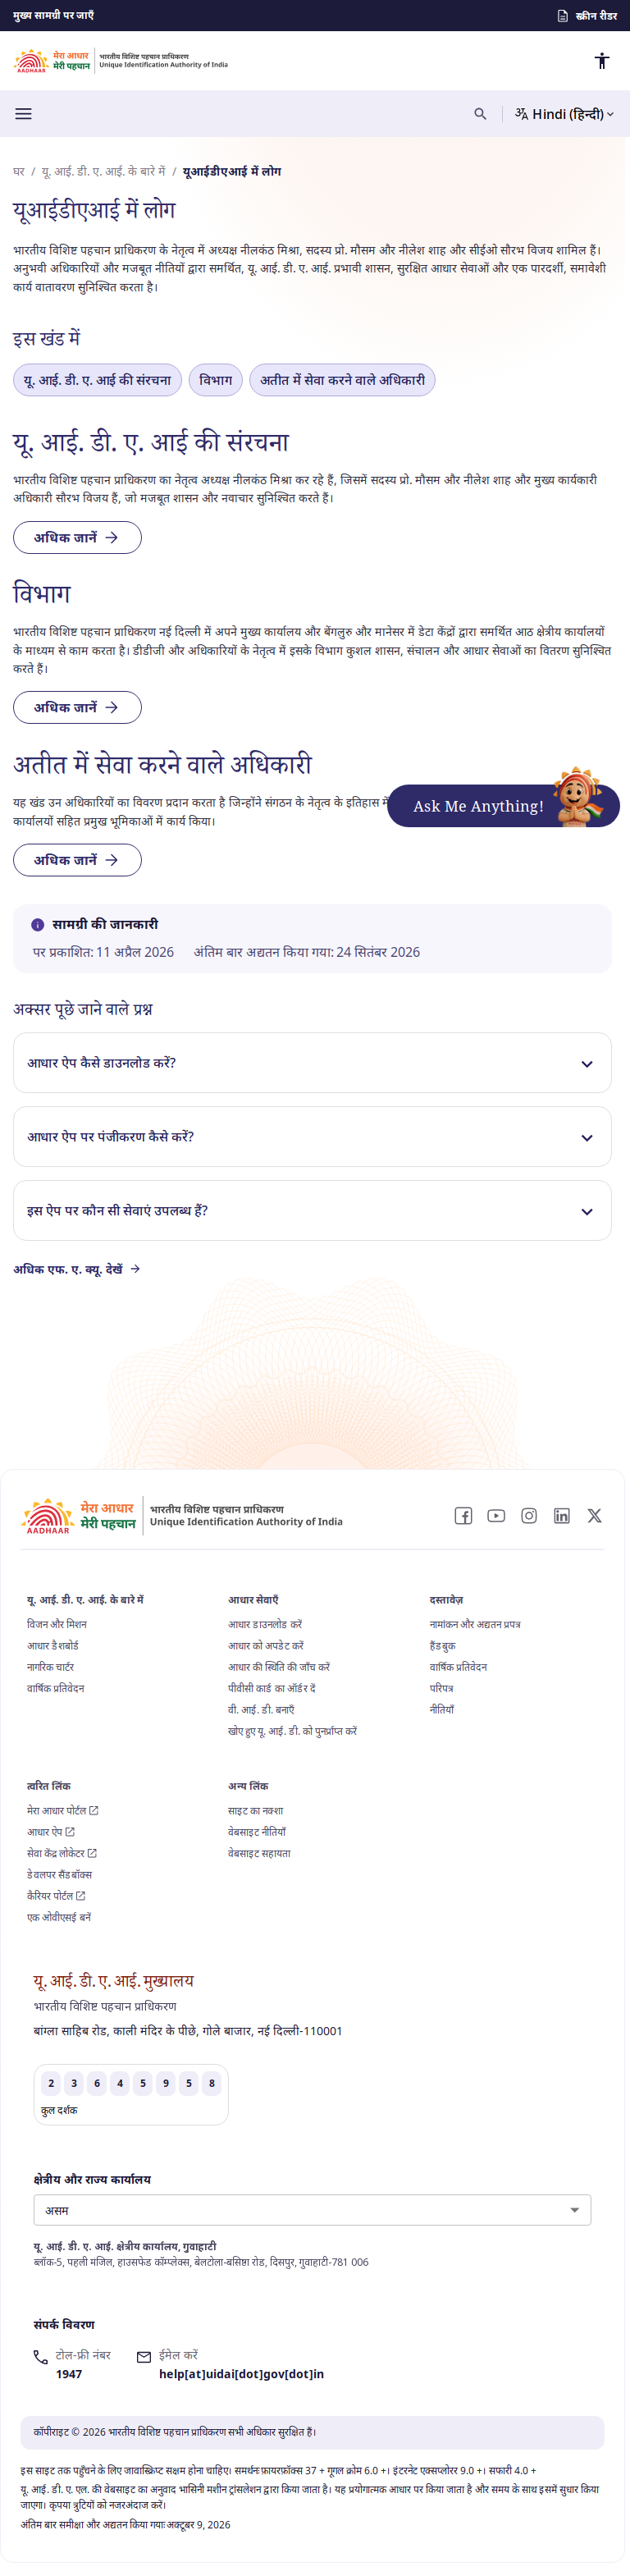 मुख्य सामग्री पर जाएँ
स्क्रीन रीडर
AADHAAR
मेरा आधार
मेरी पहचान
भारतीय विशिष्ट पहचान प्राधिकरण
Unique Identification Authority of India
Hindi (हिन्दी)
घर / यू. आई. डी. ए. आई. के बारे में / यूआईडीएआई में लोग
यूआईडीएआई में लोग
भारतीय विशिष्ट पहचान प्राधिकरण के नेतृत्व में अध्यक्ष नीलकंठ मिश्रा, सदस्य प्रो. मौसम और नीलेश शाह और सीईओ सौरभ विजय शामिल हैं।
अनुभवी अधिकारियों और मजबूत नीतियों द्वारा समर्थित, यू. आई. डी. ए. आई. प्रभावी शासन, सुरक्षित आधार सेवाओं और एक पारदर्शी, समावेशी
कार्य वातावरण सुनिश्चित करता है।
इस खंड में
यू. आई. डी. ए. आई की संरचना
विभाग
अतीत में सेवा करने वाले अधिकारी
यू. आई. डी. ए. आई की संरचना
भारतीय विशिष्ट पहचान प्राधिकरण का नेतृत्व अध्यक्ष नीलकंठ मिश्रा कर रहे हैं, जिसमें सदस्य प्रो. मौसम और नीलेश शाह और मुख्य कार्यकारी
अधिकारी सौरभ विजय हैं, जो मजबूत शासन और नवाचार सुनिश्चित करते हैं।
अधिक जानें
विभाग
भारतीय विशिष्ट पहचान प्राधिकरण नई दिल्ली में अपने मुख्य कार्यालय और बेंगलुरु और मानेसर में डेटा केंद्रों द्वारा समर्थित आठ क्षेत्रीय कार्यालयों
के माध्यम से काम करता है। डीडीजी और अधिकारियों के नेतृत्व में इसके विभाग कुशल शासन, संचालन और आधार सेवाओं का वितरण सुनिश्चित
करते हैं।
अधिक जानें
अतीत में सेवा करने वाले अधिकारी
यह खंड उन अधिकारियों का विवरण प्रदान करता है जिन्होंने संगठन के नेतृत्व के इतिहास में
कार्यालयों सहित प्रमुख भूमिकाओं में कार्य किया।
Ask Me Anything!
अधिक जानें
सामग्री की जानकारी
पर प्रकाशित: 11 अप्रैल 2026 अंतिम बार अद्यतन किया गया: 24 सितंबर 2026
अक्सर पूछे जाने वाले प्रश्न
आधार ऐप कैसे डाउनलोड करें?
आधार ऐप पर पंजीकरण कैसे करें?
इस ऐप पर कौन सी सेवाएं उपलब्ध हैं?
अधिक एफ. ए. क्यू. देखें
AADHAAR
मेरा आधार
मेरी पहचान
भारतीय विशिष्ट पहचान प्राधिकरण
Unique Identification Authority of India
यू. आई. डी. ए. आई. के बारे में
विजन और मिशन
आधार डैशबोर्ड
नागरिक चार्टर
वार्षिक प्रतिवेदन
आधार सेवाएँ
आधार डाउनलोड करें
आधार को अपडेट करें
आधार की स्थिति की जाँच करें
पीवीसी कार्ड का ऑर्डर दें
वी. आई. डी. बनाएँ
खोए हुए यू. आई. डी. को पुनर्प्राप्त करें
दस्तावेज़
नामांकन और अद्यतन प्रपत्र
हैंडबुक
वार्षिक प्रतिवेदन
परिपत्र
नीतियाँ
त्वरित लिंक
मेरा आधार पोर्टल
आधार ऐप
सेवा केंद्र लोकेटर
डेवलपर सैंडबॉक्स
कैरियर पोर्टल
एक ओवीएसई बनें
अन्य लिंक
साइट का नक्शा
वेबसाइट नीतियाँ
वेबसाइट सहायता
यू. आई. डी. ए. आई. मुख्यालय
भारतीय विशिष्ट पहचान प्राधिकरण
बांग्ला साहिब रोड, काली मंदिर के पीछे, गोले बाजार, नई दिल्ली-110001
2 3 6 4 5 9 5 8
कुल दर्शक
क्षेत्रीय और राज्य कार्यालय
असम
यू. आई. डी. ए. आई. क्षेत्रीय कार्यालय, गुवाहाटी
ब्लॉक-5, पहली मंजिल, हाउसफेड कॉम्प्लेक्स, बेलटोला-बसिष्ठा रोड, दिसपुर, गुवाहाटी-781 006
संपर्क विवरण
टोल-फ्री नंबर
1947
ईमेल करें
help[at]uidai[dot]gov[dot]in
कॉपीराइट © 2026 भारतीय विशिष्ट पहचान प्राधिकरण सभी अधिकार सुरक्षित हैं।
इस साइट तक पहुँचने के लिए जावास्क्रिप्ट सक्षम होना चाहिए। समर्थनःफ़ायरफ़ॉक्स 37 + गूगल क्रोम 6.0 +। इंटरनेट एक्सप्लोरर 9.0 +। सफारी 4.0 +
यू. आई. डी. ए. एल. की वेबसाइट का अनुवाद भासिनी मशीन ट्रांसलेशन द्वारा किया जाता है। यह प्रयोगात्मक आधार पर किया जाता है और समय के साथ इसमें सुधार किया
जाएगा। कृपया त्रुटियों को नजरअंदाज करें।
अंतिम बार समीक्षा और अद्यतन किया गयाःअक्टूबर 9, 2026